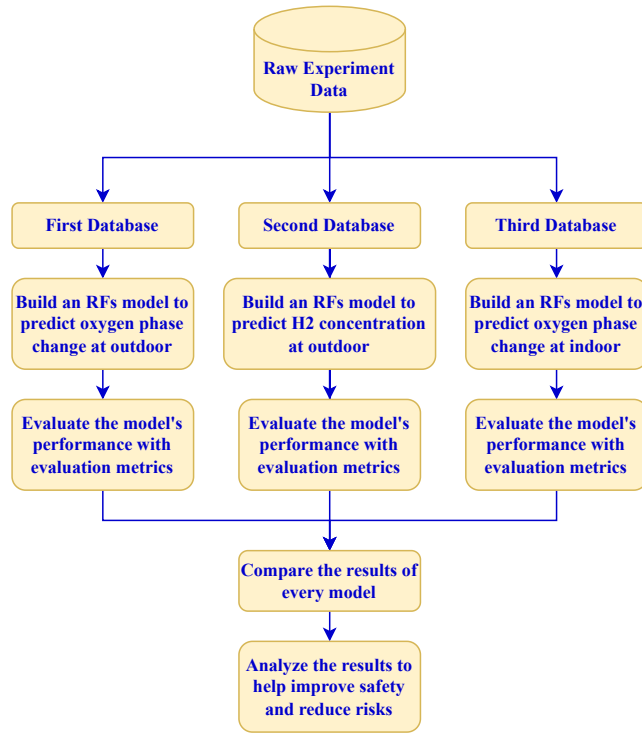 Raw Experiment
Data
First Database
Second Database
Third Database
Build an RFs model to
predict oxygen phase
change at outdoor
Build an RFs model to
predict H2 concentration
at outdoor
Build an RFs model to
predict oxygen phase
change at indoor
Evaluate the model's
performance with
evaluation metrics
Evaluate the model's
performance with
evaluation metrics
Evaluate the model's
performance with
evaluation metrics
Compare the results of
every model
Analyze the results to
help improve safety
and reduce risks